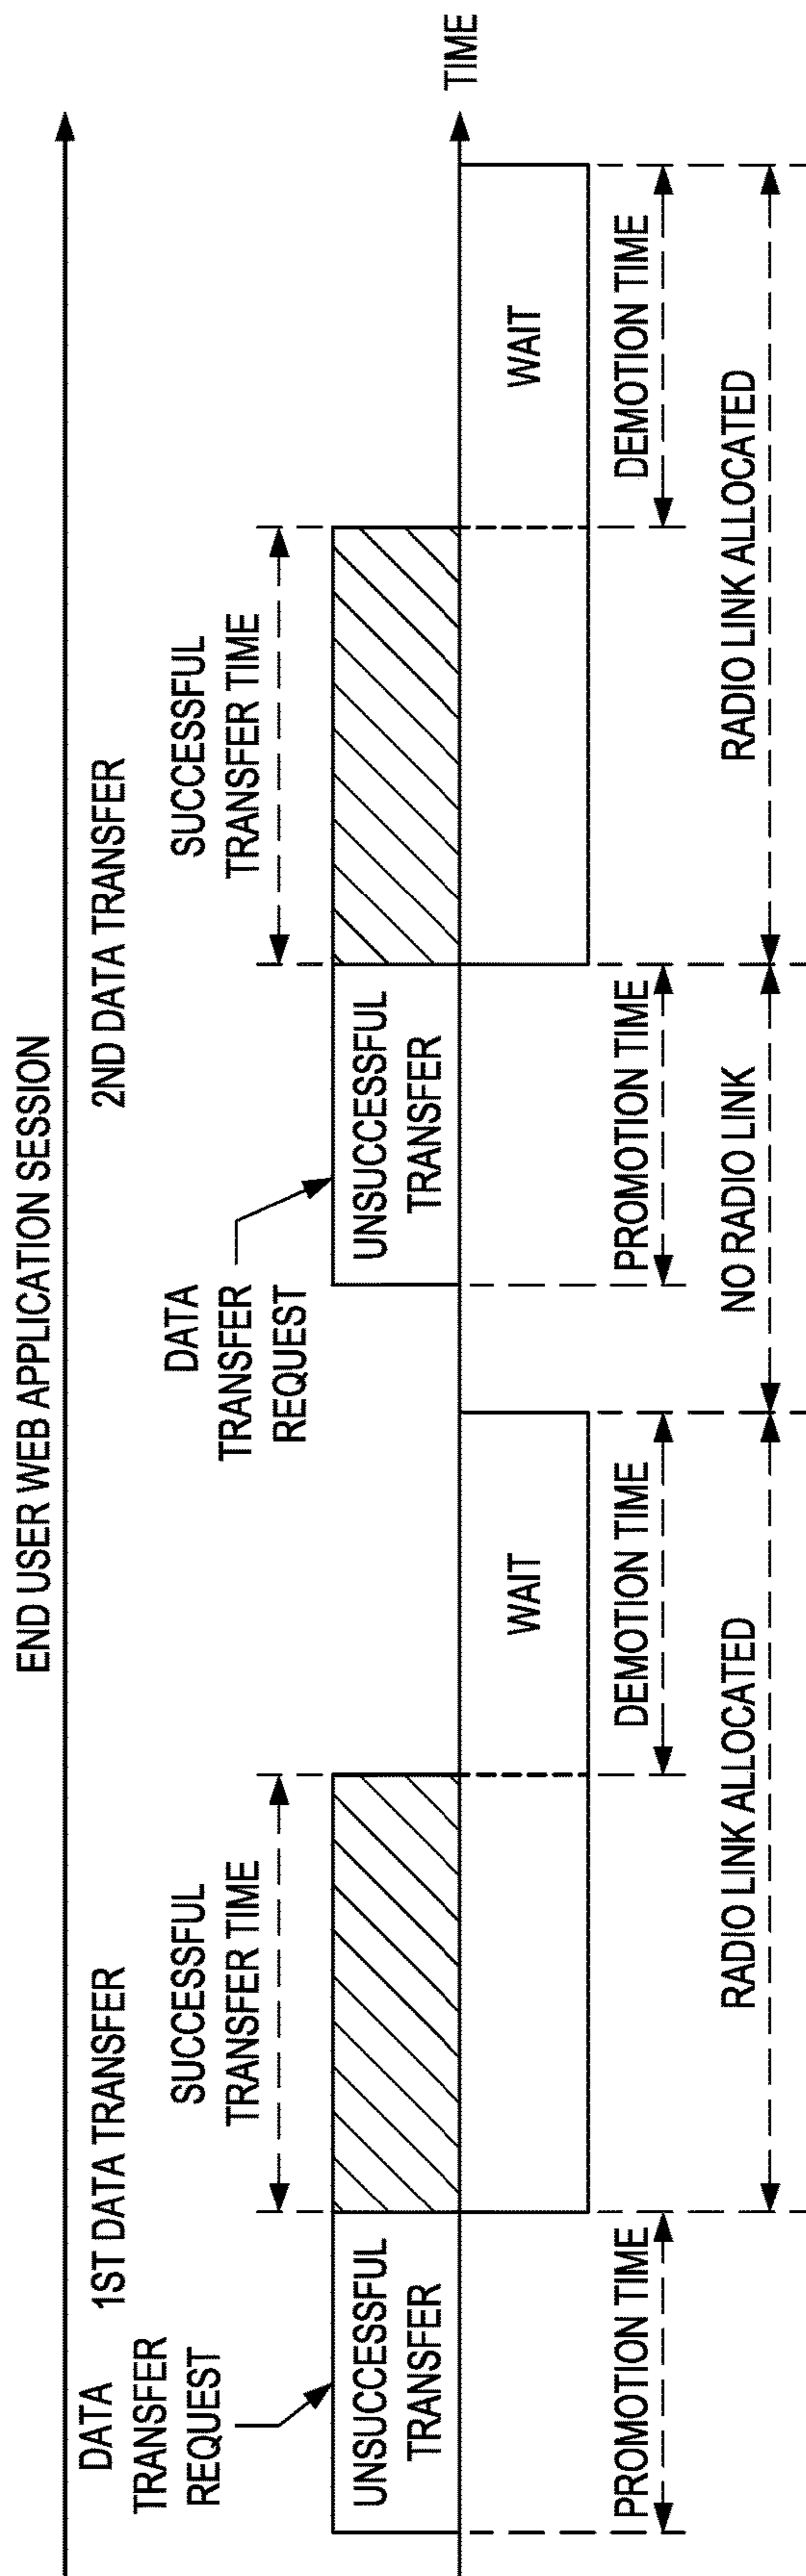 END USER WEB APPLICATION SESSION
1ST DATA TRANSFER
2ND DATA TRANSFER
DATA
TRANSFER
REQUEST
SUCCESSFUL
TRANSFER TIME
DATA
TRANSFER
REQUEST
SUCCESSFUL
TRANSFER TIME
UNSUCCESSFUL
TRANSFER
UNSUCCESSFUL
TRANSFER
TIME
WAIT
WAIT
PROMOTION TIME
DEMOTION TIME
PROMOTION TIME
DEMOTION TIME
RADIO LINK ALLOCATED
NO RADIO LINK
RADIO LINK ALLOCATED